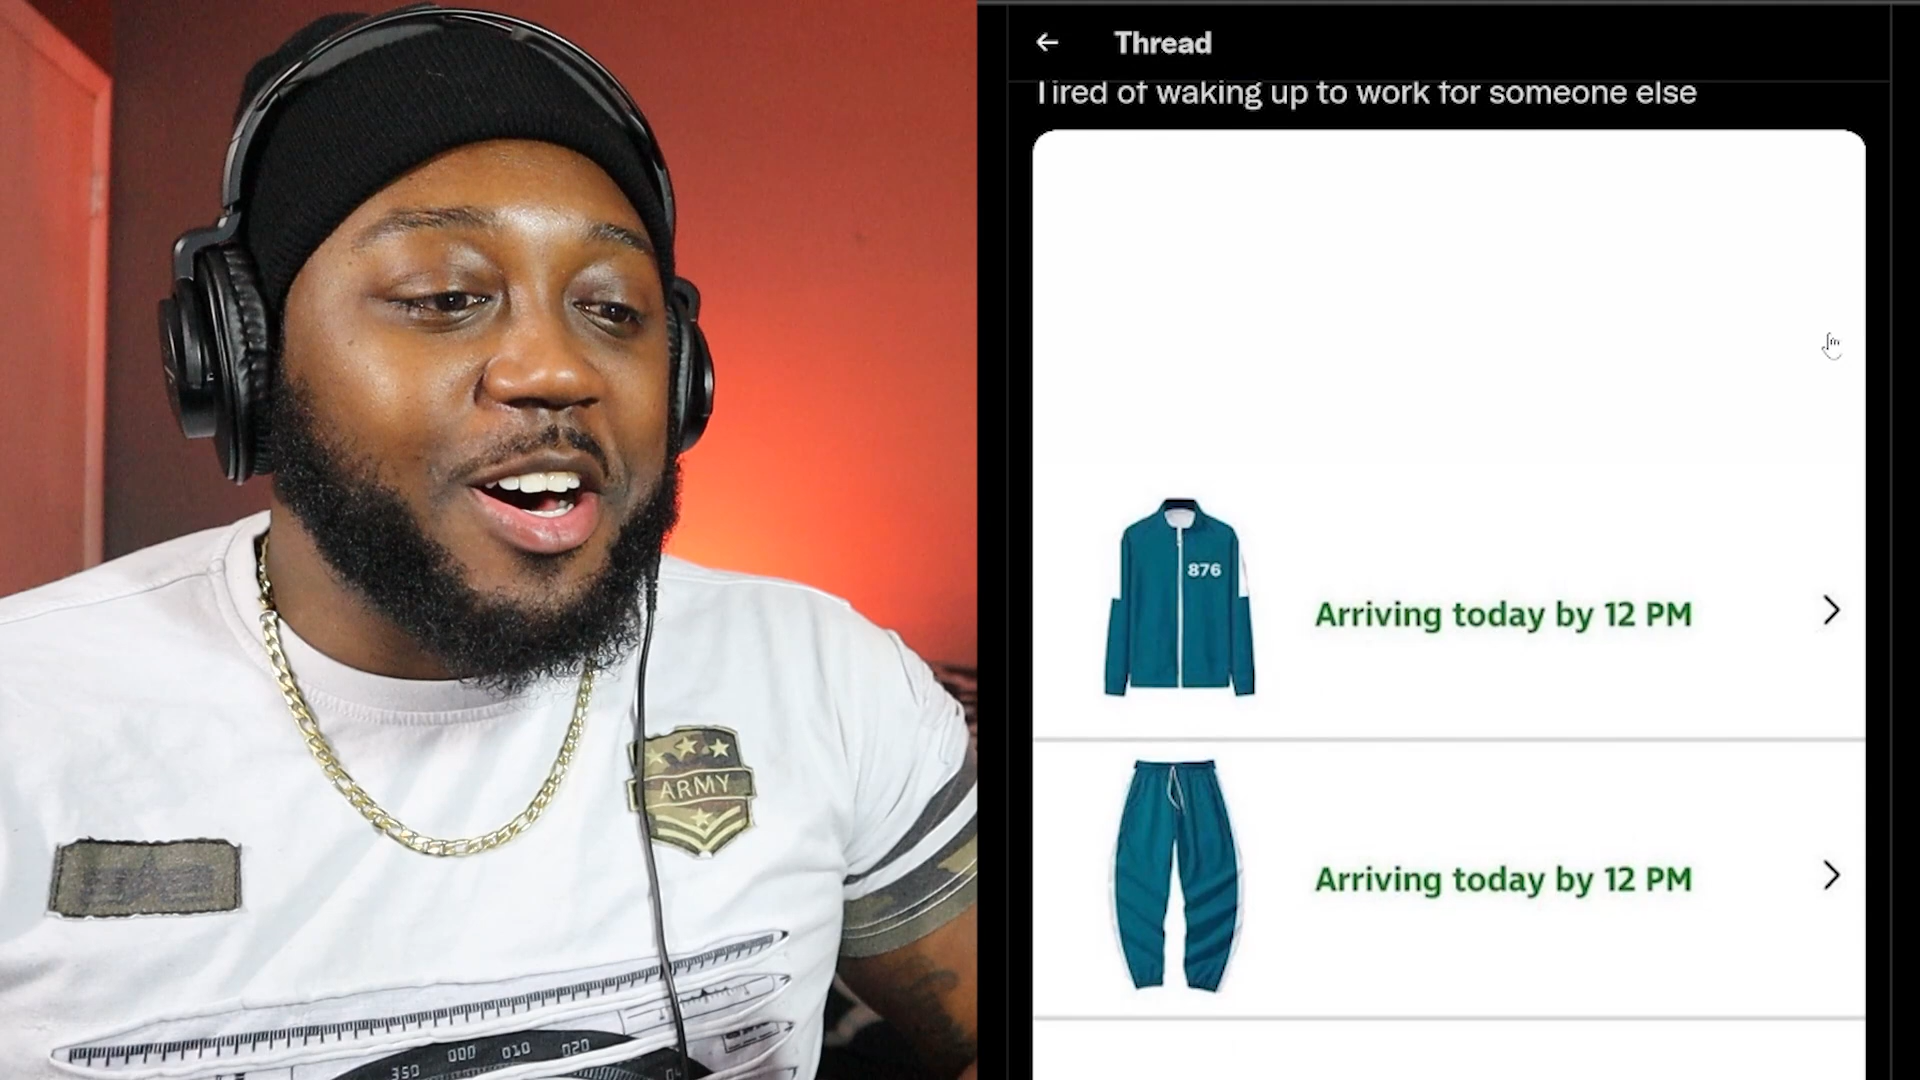 Thread
Tired of waking up to work for someone else
876
Arriving today by 12 PM
Arriving today by 12 PM
ARMY
000 010 020
350